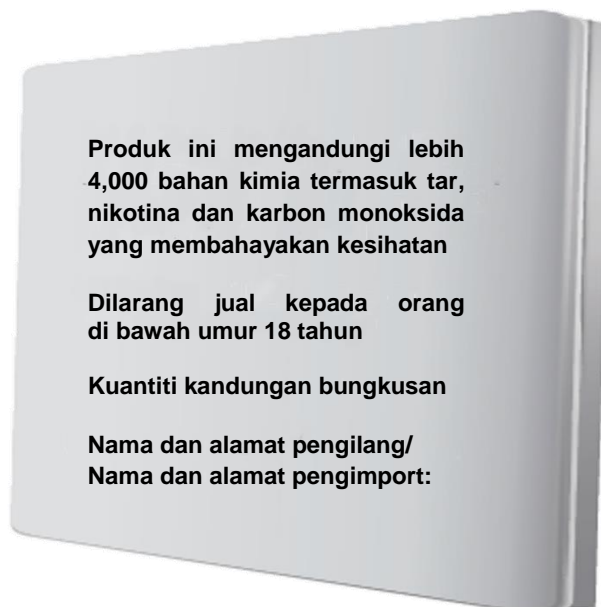 Produk ini mengandungi lebih
4,000 bahan kimia termasuk tar,
nikotina dan karbon monoksida
yang membahayakan kesihatan
Dilarang jual kepada orang
di bawah umur 18 tahun
Kuantiti kandungan bungkusan
Nama dan alamat pengilang/
Nama dan alamat pengimport: